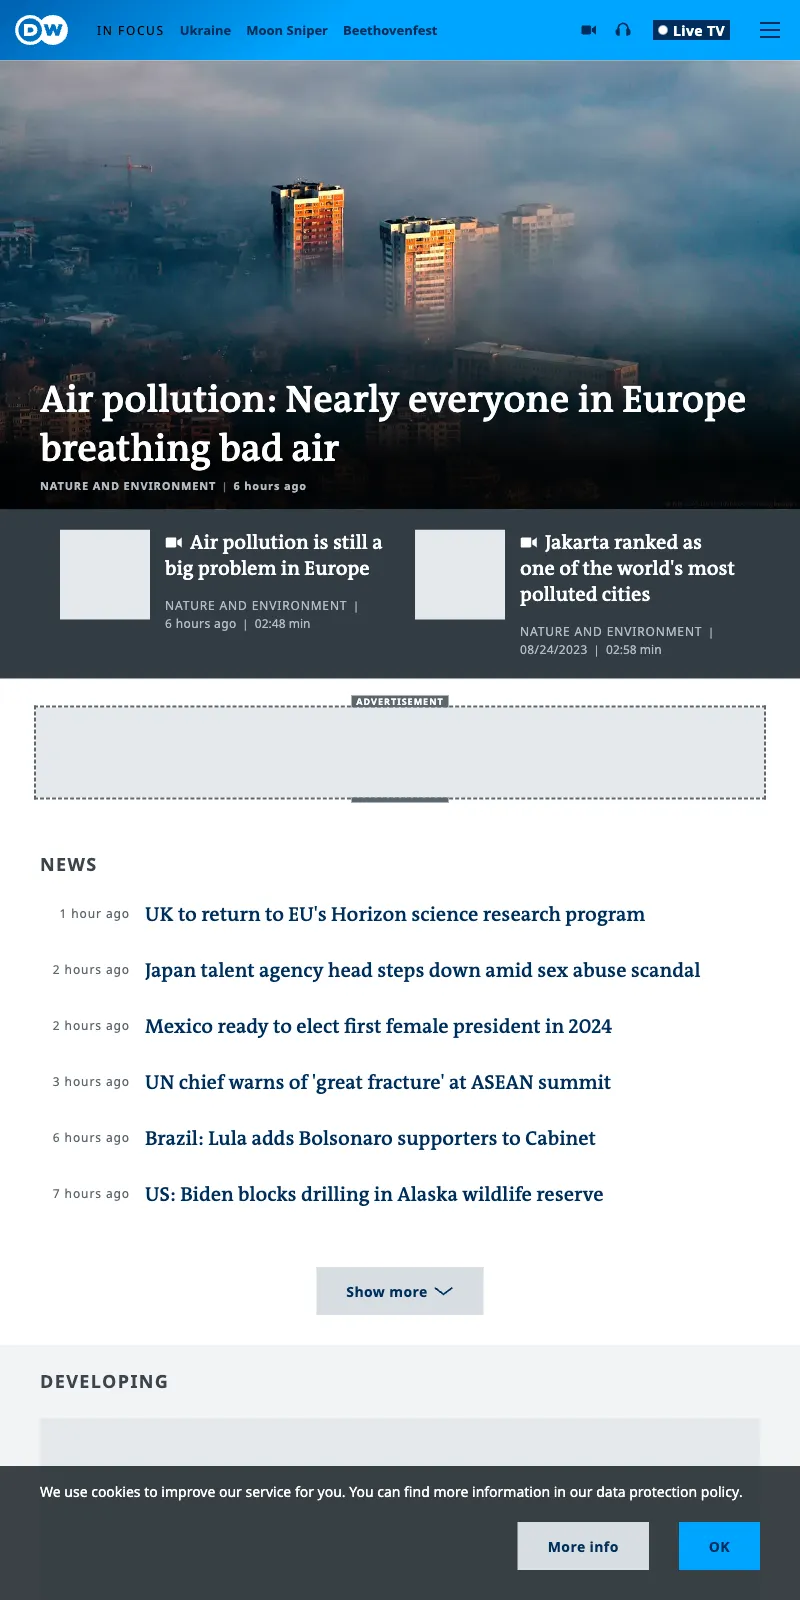 DW
IN FOCUS Ukraine Moon Sniper Beethovenfest Live TV
Air pollution: Nearly everyone in Europe
breathing bad air
NATURE AND ENVIRONMENT | 6 hours ago
Air pollution is still a
big problem in Europe
NATURE AND ENVIRONMENT |
6 hours ago | 02:48 min
Jakarta ranked as
one of the world's most
polluted cities
NATURE AND ENVIRONMENT |
08/24/2023 | 02:58 min
ADVERTISEMENT
NEWS
1 hour ago UK to return to EU's Horizon science research program
2 hours ago Japan talent agency head steps down amid sex abuse scandal
2 hours ago Mexico ready to elect first female president in 2024
3 hours ago UN chief warns of 'great fracture' at ASEAN summit
6 hours ago Brazil: Lula adds Bolsonaro supporters to Cabinet
7 hours ago US: Biden blocks drilling in Alaska wildlife reserve
Show more
DEVELOPING
We use cookies to improve our service for you. You can find more information in our data protection policy.
More info OK